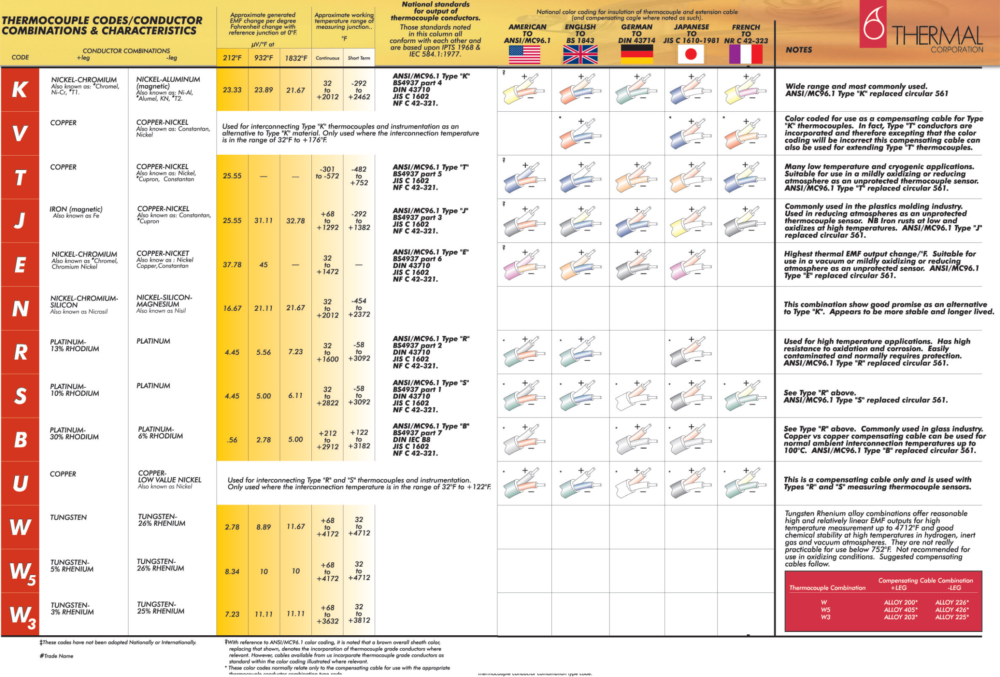 THERMOCOUPLE CODES/CONDUCTOR
COMBINATIONS & CHARACTERISTICS
CODE
CONDUCTOR COMBINATIONS
+leg
-leg
Approximate generated
EMF change per degree
Fahrenheit change with
reference junction at 0°F.
µV/°F at
212°F 932°F 1832°F
Approximate working
temperature range of
measuring junction..
°F
Continuous Short Term
National standards
for output of
thermocouple conductors.
Those standards noted
in this column all
conform with each other and
are based upon IPTS 1968 &
IEC 584.1:1977.
National color coding for insulation of thermocouple and extension cable
(and compensating cagle where noted as such).
AMERICAN
TO
ANSI/MC96.1
ENGLISH
TO
BS 1843
GERMAN
TO
DIN 43714
JAPANESE
TO
JIS C 1610-1981
FRENCH
TO
NR C 42-323
NOTES
THERMAL
CORPORATION
K
NICKEL-CHROMIUM
Also known as: #Chromel,
Ni-Cr, #T1.
NICKEL-ALUMINUM
(magnetic)
Also known as: Ni-Al,
#Alumel, KN, #T2.
23.33 23.89 21.67
32
to
+2012
-292
to
+2462
ANSI/MC96.1 Type "K"
BS4937 part 4
DIN 43710
JIS C 1602
NF C 42-321.
? + − + − + − + − + −
Wide range and most commonly used.
ANSI/MC96.1 Type "K" replaced circular 561
V
COPPER
COPPER-NICKEL
Also known as: Constantan,
Nickel
Used for interconnecting Type "K" thermocouples and instrumentation as an
alternative to Type "K" material. Only used where the interconnection temperature
is in the range of 32°F to +176°F.
* + − * + − * + −
Color coded for use as a compensating cable for Type
"K" thermocouples. In fact, Type "T" conductors are
incorporated and therefore excepting that the color
coding will be incorrect this compensating cable can
also be used for extending Type "T" thermocouples.
T
COPPER
COPPER-NICKEL
Also known as: Nickel,
#Cupron, Constantan
25.55 — —
-301
to -572
-482
to
+752
ANSI/MC96.1 Type "T"
BS4937 part 5
JIS C 1602
NF C 42-321.
? + − + − + − + − + −
Many low temperature and cryogenic applications.
Suitable for use in a mildly oxidizing or reducing
atmosphere as an unprotected thermocouple sensor.
ANSI/MC96.1 Type "T" replaced circular 561.
J
IRON (magnetic)
Also known as Fe
COPPER-NICKEL
Also known as: Constantan,
#Cupron
25.55 31.11 32.78
+68
to
+1292
-292
to
+1382
ANSI/MC96.1 Type "J"
BS4937 part 3
JIS C 1602
NF C 42-321.
? + − + − + − + − + −
Commonly used in the plastics molding industry.
Used in reducing atmospheres as an unprotected
thermocouple sensor. NB Iron rusts at low and
oxidizes at high temperatures. ANSI/MC96.1 Type "J"
replaced circular 561.
E
NICKEL-CHROMIUM
Also known as #Chromel,
Chromium Nickel
COPPER-NICKET
Also know as : Nickel
Copper,Constantan
37.78 45 —
32
to
+1472
—
ANSI/MC96.1 Type "E"
BS4937 part 6
DIN 43710
JIS C 1602
NF C 42-321.
? + − + − + − + −
Highest thermal EMF output change/°F. Suitable for
use in a vacuum or mildly oxidizing or reducing
atmosphere as an unprotected sensor. ANSI/MC96.1
Type "E" replaced circular 561.
N
NICKEL-CHROMIUM-
SILICON
Also known as Nicrosil
NICKEL-SILICON-
MAGNESIUM
Also known as Nisil
16.67 21.11 21.67
32
to
+2012
-454
to
+2372
This combination show good promise as an alternative
to Type "K". Appears to be more stable and longer lived.
R
PLATINUM-
13% RHODIUM
PLATINUM
4.45 5.56 7.23
32
to
+1600
-58
to
+3092
ANSI/MC96.1 Type "R"
BS4937 part 2
DIN 43710
JIS C 1602
NF C 42-321.
* + − * + − * + −
Used for high temperature applications. Has high
resistance to oxidation and corrosion. Easily
contaminated and normally requires protection.
ANSI/MC96.1 Type "R" replaced circular 561.
S
PLATINUM-
10% RHODIUM
PLATINUM
4.45 5.00 6.11
32
to
+2822
-58
to
+3092
ANSI/MC96.1 Type "S"
BS4937 part 1
DIN 43710
JIS C 1602
NF C 42-321.
* + − * + − * + − * + − * + −
See Type "R" above.
ANSI/MC96.1 Type "S" replaced circular 561.
B
PLATINUM-
30% RHODIUM
PLATINUM-
6% RHODIUM
.56 2.78 5.00
+212
to
+2912
+122
to
+3182
ANSI/MC96.1 Type "B"
BS4937 part 7
DIN IEC B8
JIS C 1602
NF C 42-321.
* + − * + − * + −
See Type "R" above. Commonly used in glass industry.
Copper vs copper compensating cable can be used for
normal ambient interconnection temperatures up to
100°C. ANSI/MC96.1 Type "B" replaced circular 561.
U
COPPER
COPPER-
LOW VALUE NICKEL
Also known as Nickel
Used for interconnecting Type "R" and "S" thermocouples and instrumentation.
Only used where the interconnection temperature is in the range of 32°F to +122°F.
* + − * + − * + − * + − * + −
This is a compensating cable only and is used with
Types "R" and "S" measuring thermocouple sensors.
W
TUNGSTEN
TUNGSTEN-
26% RHENIUM
2.78 8.89 11.67
+68
to
+4172
32
to
+4712
Tungsten Rhenium alloy combinations offer reasonable
high and relatively linear EMF outputs for high
temperature measurement up to 4712°F and good
chemical stability at high temperatures in hydrogen, inert
gas and vacuum atmospheres. They are not really
practicable for use below 752°F. Not recommended for
use in oxidizing conditions. Suggested compensating
cables follow.
W5
TUNGSTEN-
5% RHENIUM
TUNGSTEN-
26% RHENIUM
8.34 10 10
+68
to
+4172
32
to
+4712
W3
TUNGSTEN-
3% RHENIUM
TUNGSTEN-
25% RHENIUM
7.23 11.11 11.11
+68
to
+3632
32
to
+3812
Compensating Cable Combination
Thermocouple Combination +LEG -LEG
W ALLOY 200* ALLOY 226*
W5 ALLOY 405* ALLOY 426*
W3 ALLOY 203* ALLOY 225*
‡These codes have not been adopted Nationally or Internationally.
#Trade Name
?With reference to ANSI/MC96.1 color coding, it is noted that a brown overall sheath color,
replacing that shown, denotes the incorporation of thermocouple grade conductors where
relevant. However, cables available from us incorporate thermocouple grade conductors as
standard within the color coding illustrated where relevant.
* These color codes normally relate only to the compensating cable for use with the appropriate
thermocouple conductor combination type code.
thermocouple conductor combination type code.